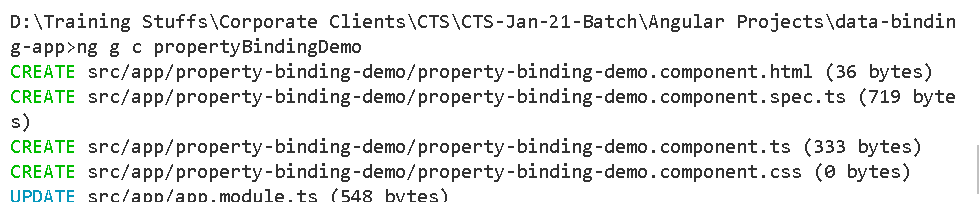 D:\Training Stuffs\Corporate Clients\CTS\CTS-Jan-21-Batch\Angular Projects\data-bindin
g-app>ng g c propertyBindingDemo
CREATE src/app/property-binding-demo/property-binding-demo.component.html (36 bytes)
CREATE src/app/property-binding-demo/property-binding-demo.component.spec.ts (719 byte
s)
CREATE src/app/property-binding-demo/property-binding-demo.component.ts (333 bytes)
CREATE src/app/property-binding-demo/property-binding-demo.component.css (0 bytes)
UPDATE src/app/app.module.ts (548 bytes)